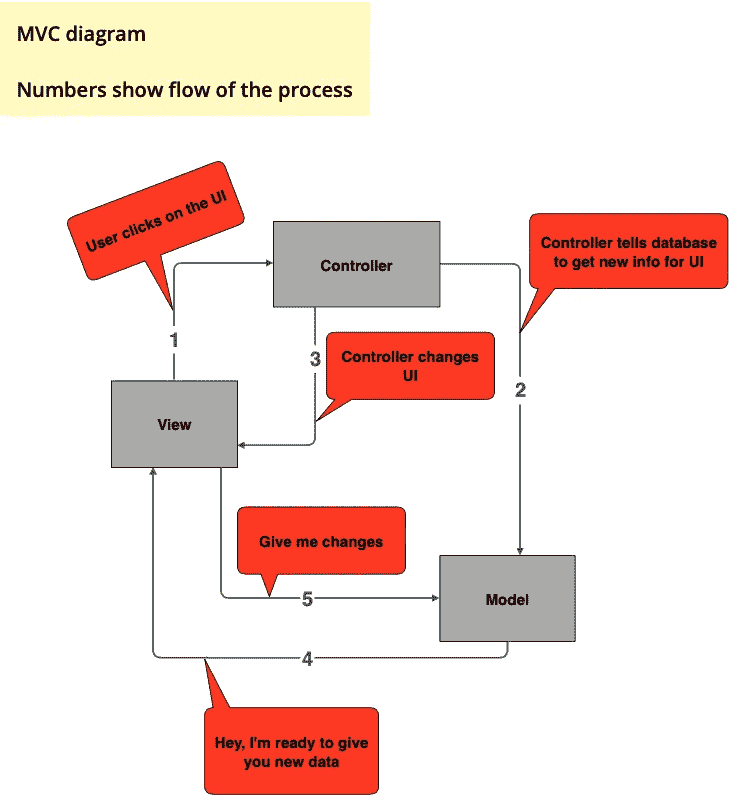 MVC diagram
Numbers show flow of the process
User clicks on the UI
Controller
Controller tells database
to get new info for UI
1
3
Controller changes
UI
2
View
Give me changes
5
Model
4
Hey, I'm ready to give
you new data